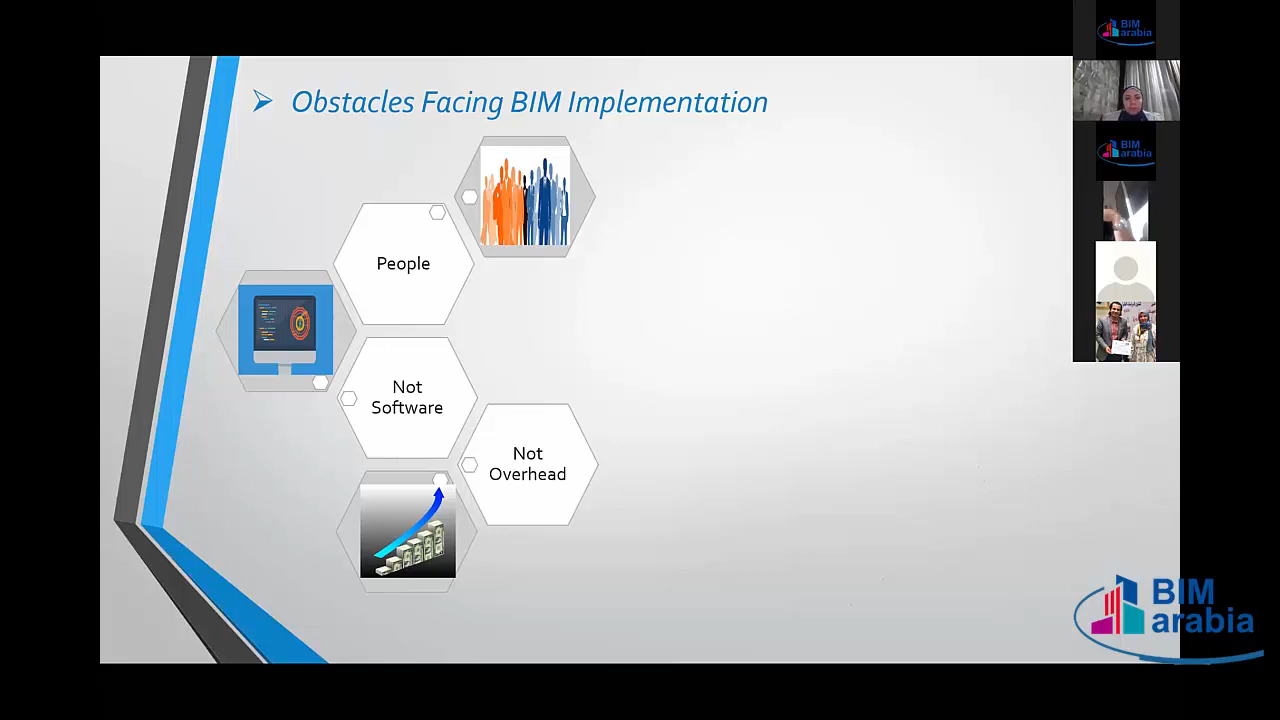 Obstacles Facing BIM Implementation
People
Not
Software
Not
Overhead
BIM
arabia
BIM
arabia
BIM
arabia